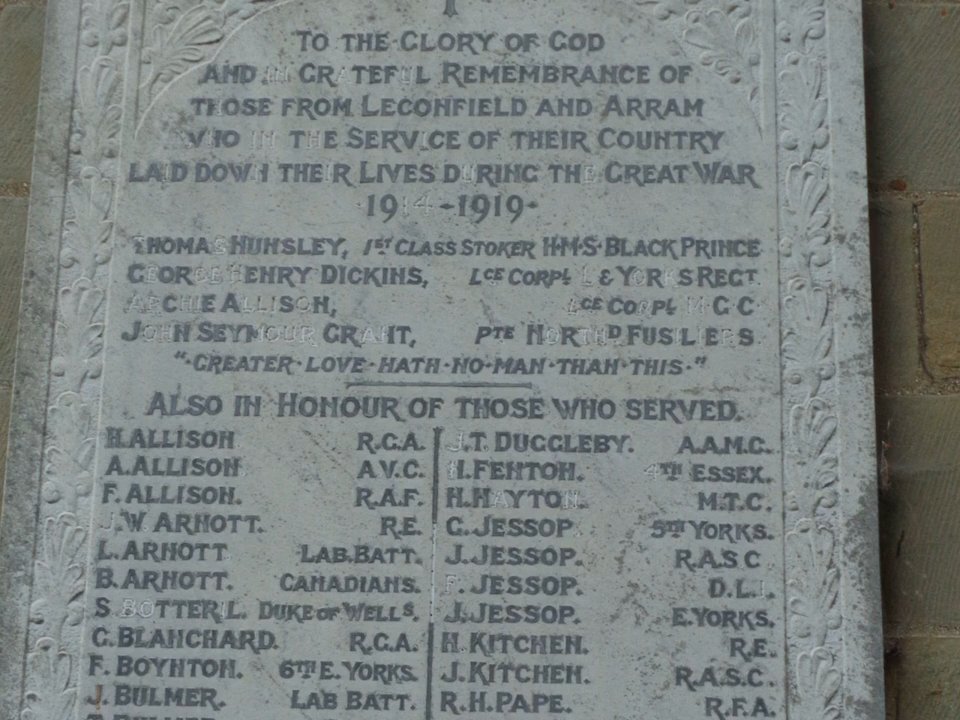 TO THE GLORY OF GOD
AND IN GRATEFUL REMEMBRANCE OF
THOSE FROM LECONFIELD AND ARRAM
WHO IN THE SERVICE OF THEIR COUNTRY
LAID DOWN THEIR LIVES DURING THE GREAT WAR
1914-1919
THOMAS HUNSLEY, 1ST CLASS STOKER H·M·S·BLACK PRINCE
GEORGE HENRY DICKINS, LCE CORPL L & YORKS REGT
ARCHIE ALLISON, LCE CORPL M·G·C
JOHN SEYMOUR GRANT, PTE NORTHD FUSILIERS
"GREATER·LOVE·HATH·NO·MAN·THAN·THIS·"
ALSO IN HONOUR OF THOSE WHO SERVED.
H.ALLISON R.G.A. J.T. DUGGLEBY. A.A.M.C.
A.ALLISON A.V.C. H.FENTON. 4TH ESSEX.
F.ALLISON. R.A.F. H.HAYTON. M.T.C.
J.W.ARNOTT. R.E. C.JESSOP 5TH YORKS.
L.ARNOTT LAB.BATT. J.JESSOP. R.A.S.C
B.ARNOTT. CANADIANS. F.JESSOP. D.L.I.
S.BOTTERIL. DUKE OF WELLS. J.JESSOP. E.YORKS.
G.BLANCHARD. R.G.A. H.KITCHEN. R.E.
F.BOYNTON. 6TH E.YORKS. J.KITCHEN. R.A.S.C.
J.BULMER. LAB BATT. R.H.PAPE. R.F.A.